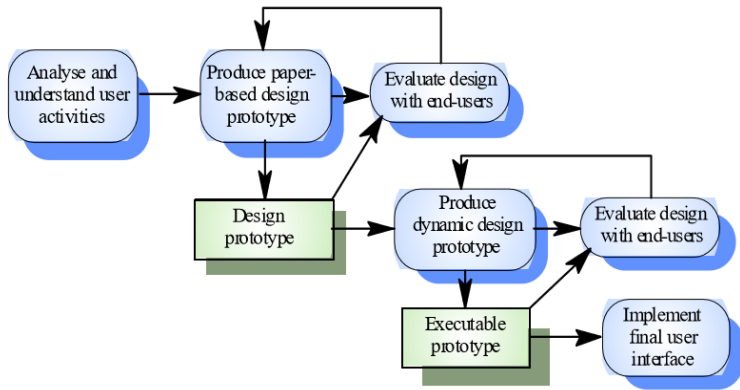 Analyse and
understand user
activities
Produce paper-
based design
prototype
Evaluate design
with end-users
Design
prototype
Produce
dynamic design
prototype
Evaluate design
with end-users
Executable
prototype
Implement
final user
interface